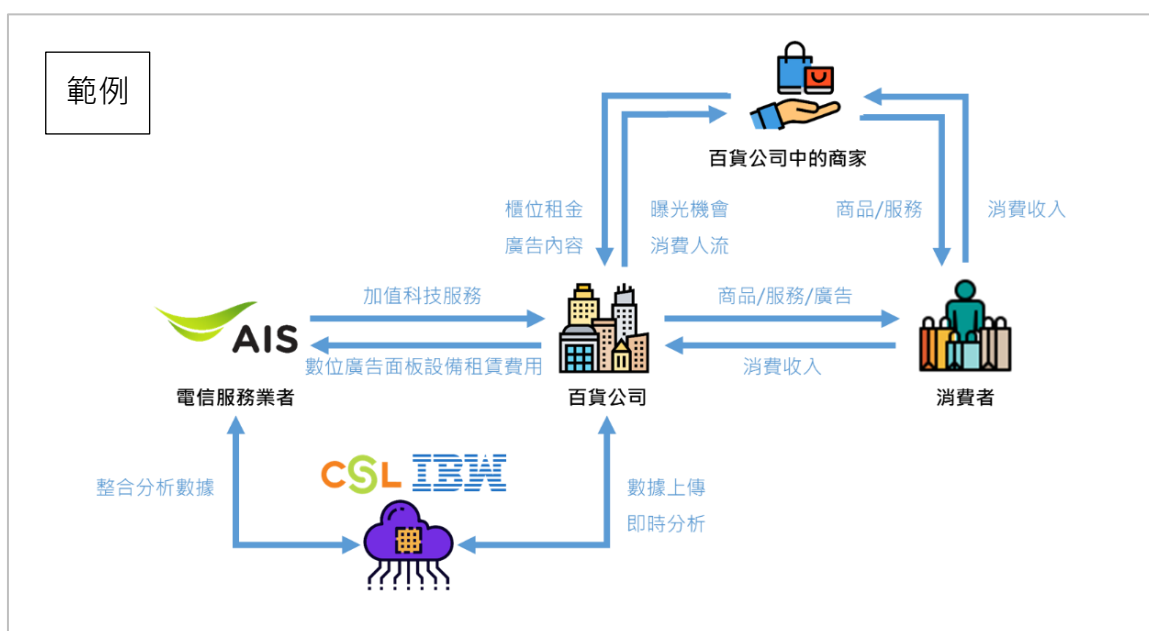 範例
百貨公司中的商家
櫃位租金
廣告內容
曝光機會
消費人流
商品/服務
消費收入
加值科技服務
商品/服務/廣告
AIS
數位廣告面板設備租賃費用
消費收入
電信服務業者
百貨公司
消費者
CSL IBM
整合分析數據
數據上傳
即時分析